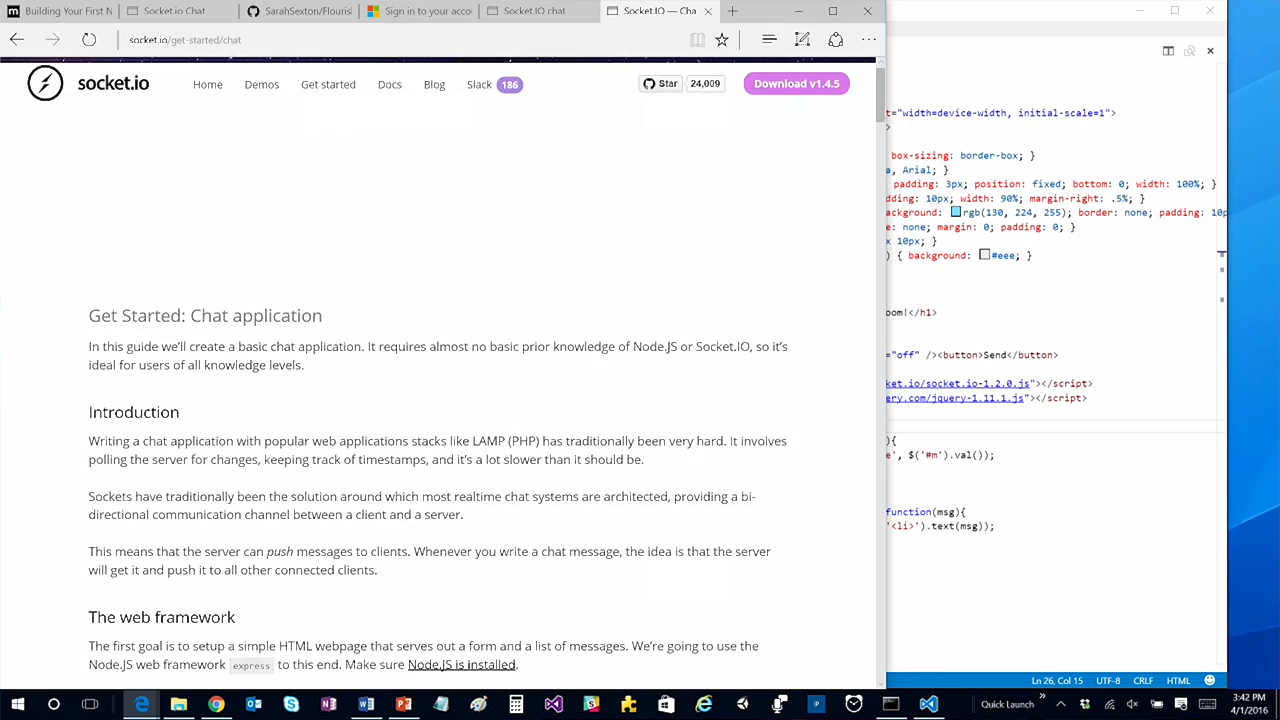 Building Your First N
Socket.io Chat
SarahSexton/Flouris
Sign in to your acco
Socket.IO chat
Socket.IO — Cha
socket.io/get-started/chat
socket.io
Home
Demos
Get started
Docs
Blog
Slack
186
Star
24,009
Download v1.4.5
Get Started: Chat application
In this guide we'll create a basic chat application. It requires almost no basic prior knowledge of Node.JS or Socket.IO, so it's
ideal for users of all knowledge levels.
Introduction
Writing a chat application with popular web applications stacks like LAMP (PHP) has traditionally been very hard. It involves
polling the server for changes, keeping track of timestamps, and it's a lot slower than it should be.
Sockets have traditionally been the solution around which most realtime chat systems are architected, providing a bi-
directional communication channel between a client and a server.
This means that the server can push messages to clients. Whenever you write a chat message, the idea is that the server
will get it and push it to all other connected clients.
The web framework
The first goal is to setup a simple HTML webpage that serves out a form and a list of messages. We're going to use the
Node.JS web framework express to this end. Make sure Node.JS is installed.
t="width=device-width, initial-scale=1">
>
box-sizing: border-box; }
a, Arial; }
padding: 3px; position: fixed; bottom: 0; width: 100%; }
dding: 10px; width: 90%; margin-right: .5%; }
ackground: rgb(130, 224, 255); border: none; padding: 10p
e: none; margin: 0; padding: 0; }
x 10px; }
) { background: #eee; }
oom!</h1>
="off" /><button>Send</button>
ket.io/socket.io-1.2.0.js"></script>
ery.com/jquery-1.11.1.js"></script>
){
e', $('#m').val());
function(msg){
'<li>').text(msg));
Ln 26, Col 15
UTF-8
CRLF
HTML
Quick Launch
3:42 PM
4/1/2016